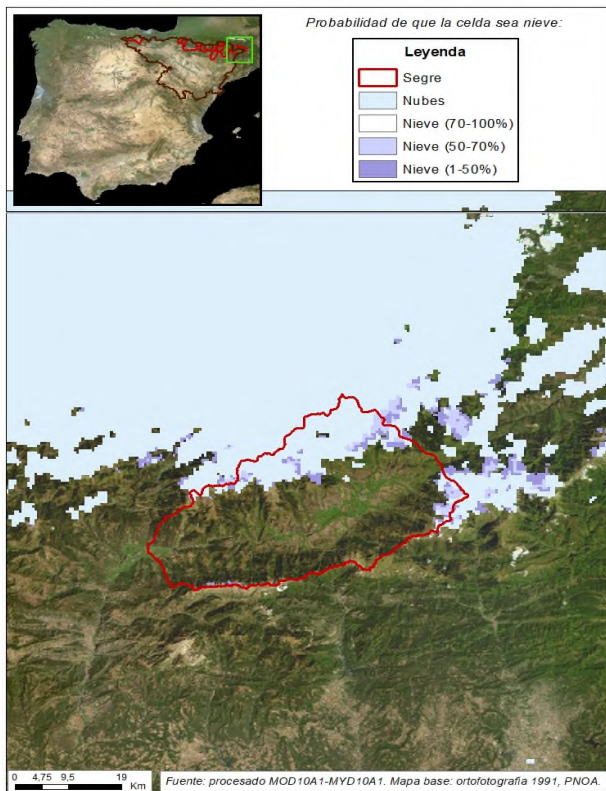 Probabilidad de que la celda sea nieve:
Leyenda
Segre
Nubes
Nieve (70-100%)
Nieve (50-70%)
Nieve (1-50%)
0 4,75 9,5 19
Km
Fuente: procesado MOD10A1-MYD10A1. Mapa base: ortofotografía 1991, PNOA.